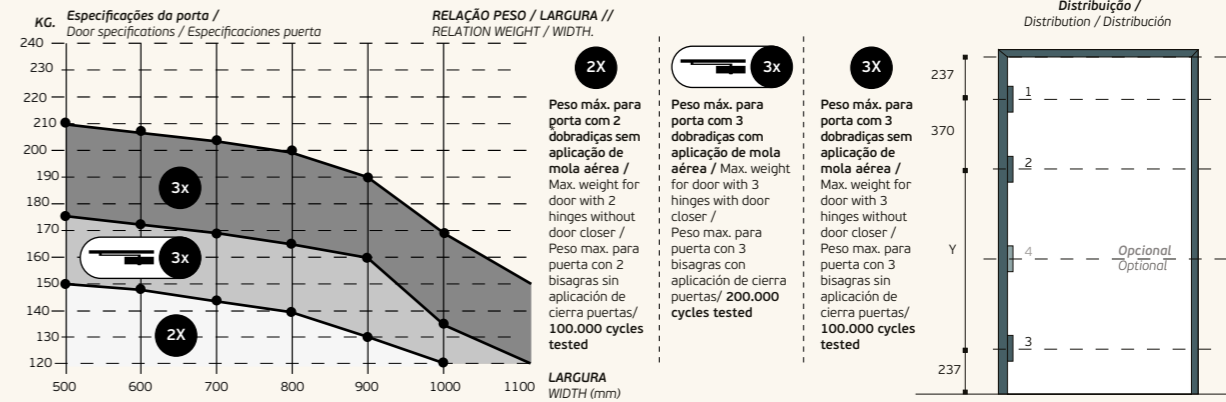 Especificações da porta /
Door specifications / Especificaciones puerta
RELAÇÃO PESO / LARGURA //
RELATION WEIGHT / WIDTH.
KG.
240
230
220
210
200
190
180
170
160
150
140
130
120
500 600 700 800 900 1000 1100
LARGURA
WIDTH (mm)
3x
3x
2X
2X
Peso máx. para
porta com 2
dobradiças sem
aplicação de
mola aérea /
Max. weight for
door with 2
hinges without
door closer /
Peso max. para
puerta con 2
bisagras sin
aplicación de
cierra puertas/
100.000 cycles
tested
3x
Peso máx. para
porta com 3
dobradiças com
aplicação de mola
aérea / Max. weight
for door with 3
hinges with door
closer /
Peso max. para
puerta con 3
bisagras con
aplicación de cierra
puertas/ 200.000
cycles tested
3X
Peso máx. para
porta com 3
dobradiças sem
aplicação de
mola aérea /
Max. weight for
door with 3
hinges without
door closer /
Peso max. para
puerta con 3
bisagras sin
aplicación de
cierra puertas/
100.000 cycles
tested
Distribuição /
Distribution / Distribución
237
370
Y
237
1
2
4
Opcional
Optional
3